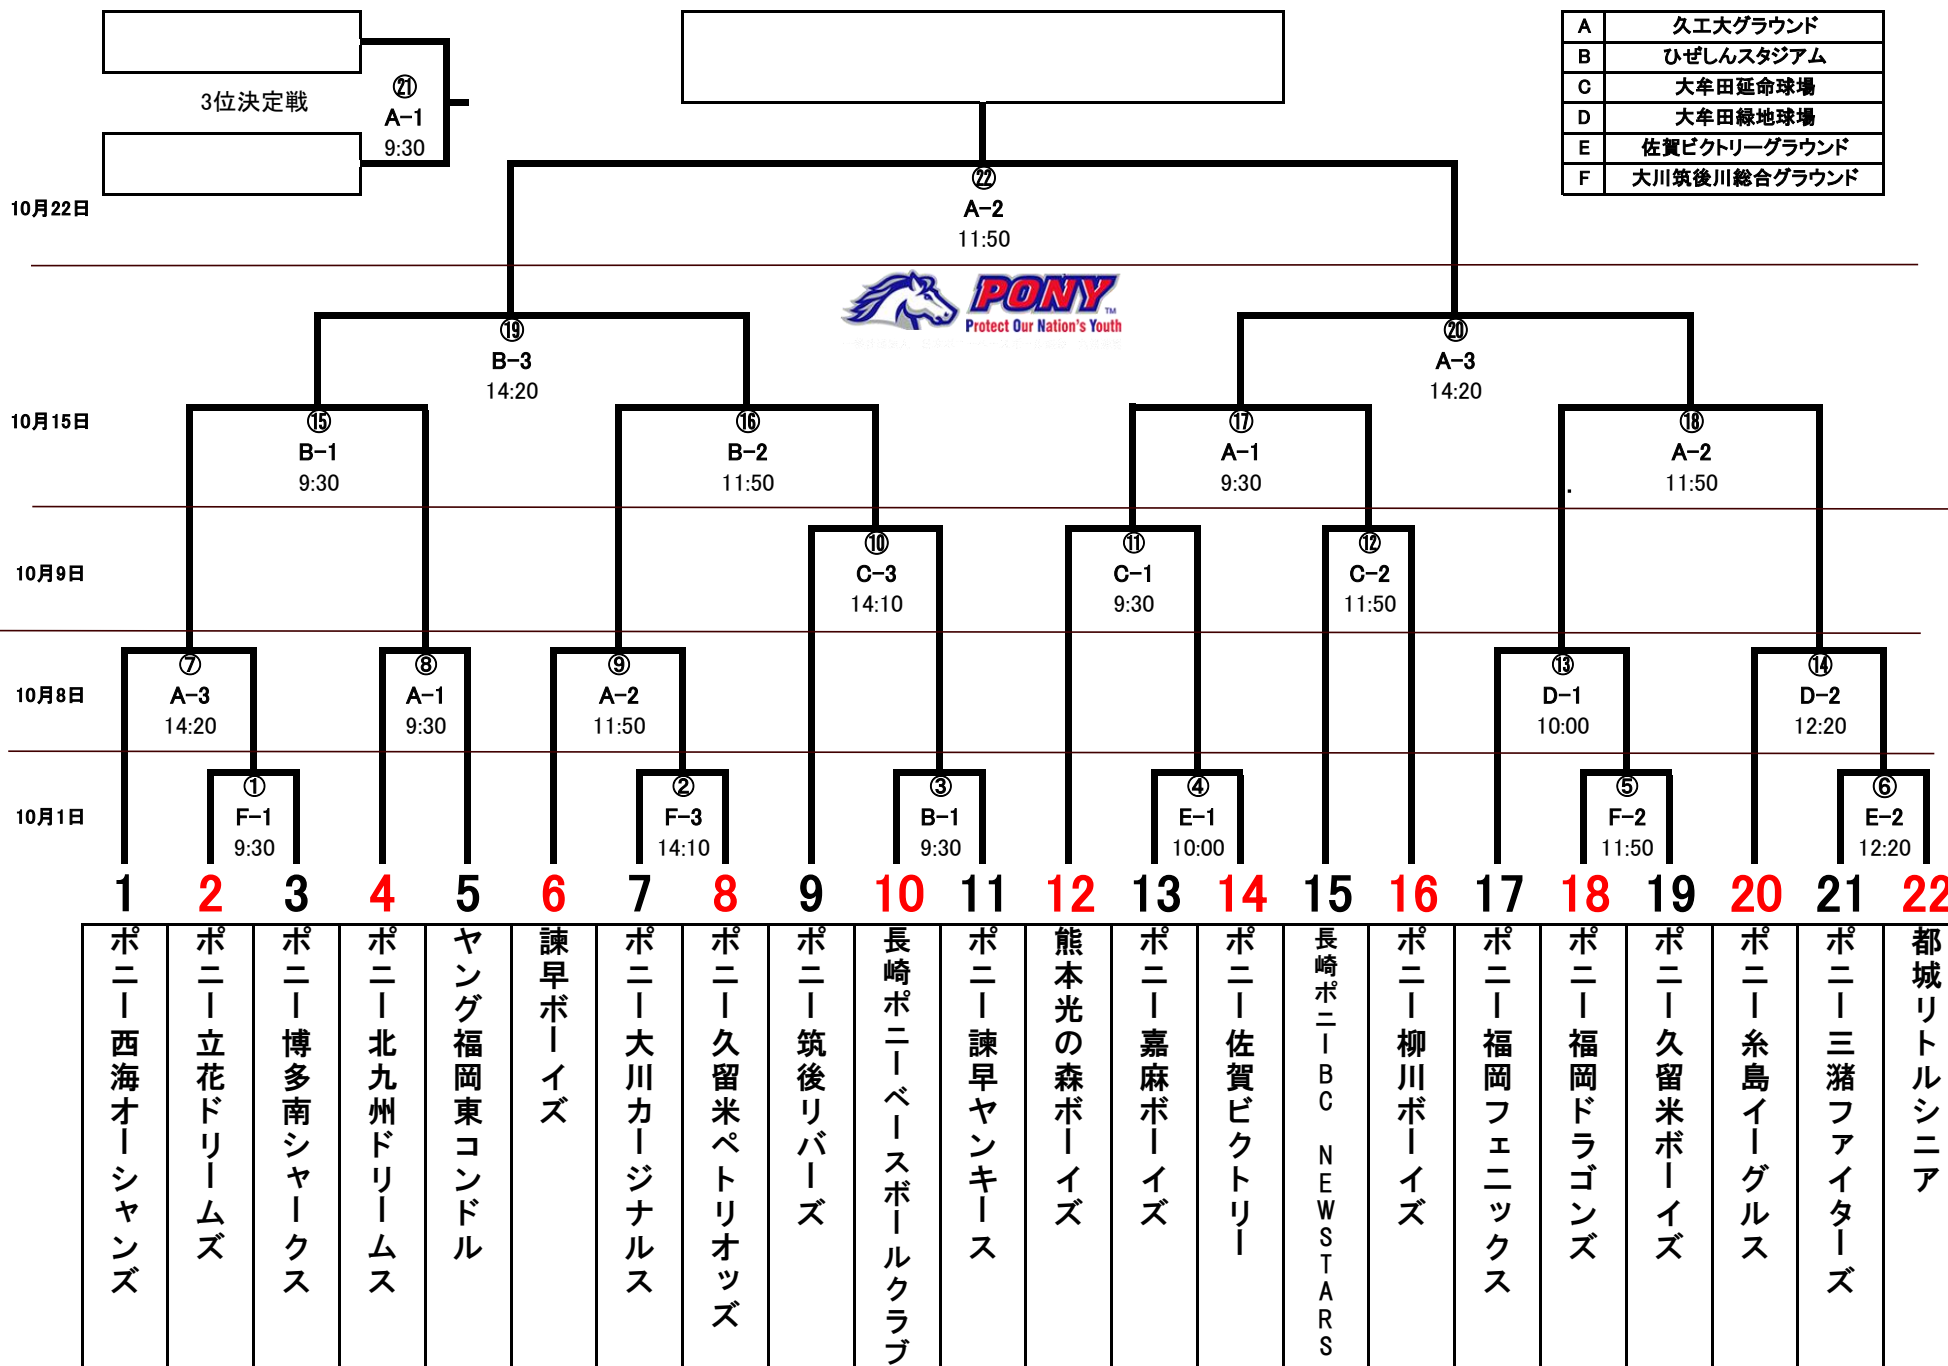 A 久工大グラウンド
B ひぜしんスタジアム
C 大牟田延命球場
D 大牟田緑地球場
E 佐賀ビクトリーグラウンド
F 大川筑後川総合グラウンド
3位決定戦
㉑
A-1
9:30
10月22日
㉒
A-2
11:50
PONY TM
Protect Our Nation's Youth
⑲
B-3
14:20
⑳
A-3
14:20
10月15日
⑮
B-1
9:30
⑯
B-2
11:50
⑰
A-1
9:30
⑱
A-2
11:50
10月9日
⑩
C-3
14:10
⑪
C-1
9:30
⑫
C-2
11:50
10月8日
⑦
A-3
14:20
⑧
A-1
9:30
⑨
A-2
11:50
⑬
D-1
10:00
⑭
D-2
12:20
10月1日
①
F-1
9:30
②
F-3
14:10
③
B-1
9:30
④
E-1
10:00
⑤
F-2
11:50
⑥
E-2
12:20
1 2 3 4 5 6 7 8 9 10 11 12 13 14 15 16 17 18 19 20 21 22
ポニー西海オーシャンズ
ポニー立花ドリームズ
ポニー博多南シャークス
ポニー北九州ドリームス
ヤング福岡東コンドル
諫早ボーイズ
ポニー大川カージナルス
ポニー久留米ペトリオッズ
ポニー筑後リバーズ
長崎ポニーベースボールクラブ
ポニー諫早ヤンキース
熊本光の森ボーイズ
ポニー嘉麻ボーイズ
ポニー佐賀ビクトリー
長崎ポニーBC NEWSTARS
ポニー柳川ボーイズ
ポニー福岡フェニックス
ポニー福岡ドラゴンズ
ポニー久留米ボーイズ
ポニー糸島イーグルス
ポニー三潴ファイターズ
都城リトルシニア